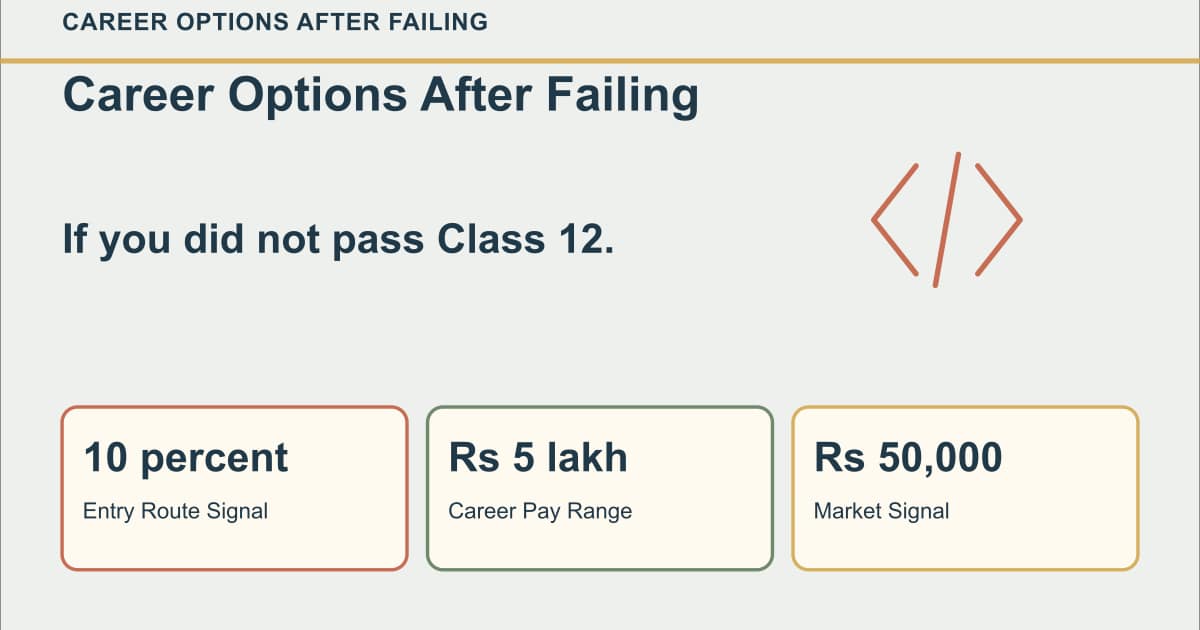 CAREER OPTIONS AFTER FAILING
Career Options After Failing
If you did not pass Class 12.
10 percent
Entry Route Signal
Rs 5 lakh
Career Pay Range
Rs 50,000
Market Signal